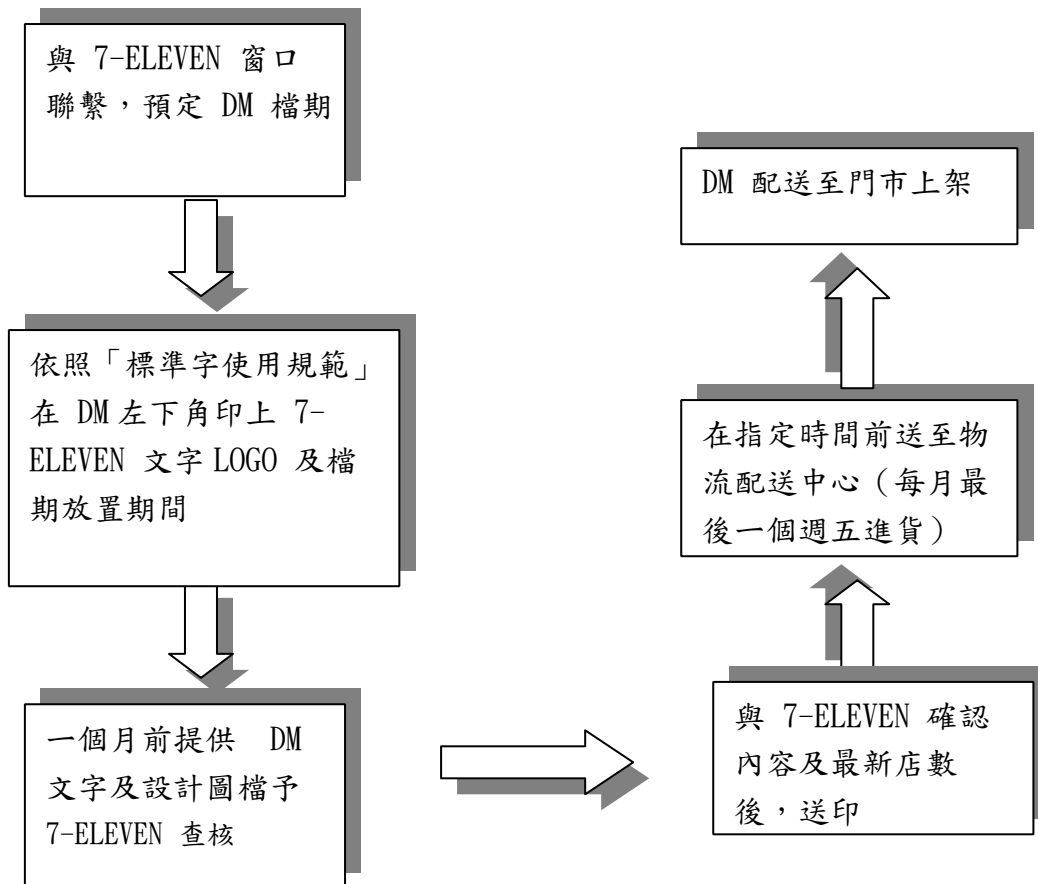 與 7-ELEVEN 窗口
聯繫，預定 DM 檔期
依照「標準字使用規範」
在 DM 左下角印上 7-
ELEVEN 文字 LOGO 及檔
期放置期間
一個月前提供 DM
文字及設計圖檔予
7-ELEVEN 查核
與 7-ELEVEN 確認
內容及最新店數
後，送印
在指定時間前送至物
流配送中心（每月最
後一個週五進貨）
DM 配送至門市上架